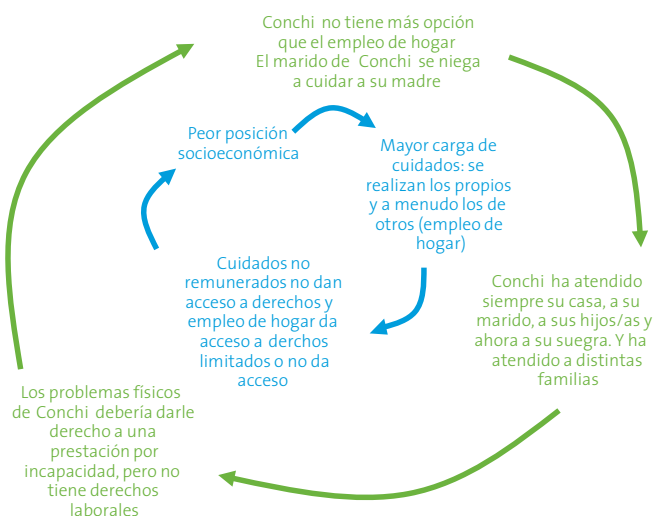 Conchi no tiene más opción
que el empleo de hogar
El marido de Conchi se niega
a cuidar a su madre
Peor posición
socioeconómica
Mayor carga de
cuidados: se
realizan los propios
y a menudo los de
otros (empleo de
hogar)
Cuidados no
remunerados no dan
acceso a derechos y
empleo de hogar da
acceso a derchos
limitados o no da
acceso
Conchi ha atendido
siempre su casa, a su
marido, a sus hijos/as y
ahora a su suegra. Y ha
atendido a distintas
familias
Los problemas físicos
de Conchi debería darle
derecho a una
prestación por
incapacidad, pero no
tiene derechos
laborales